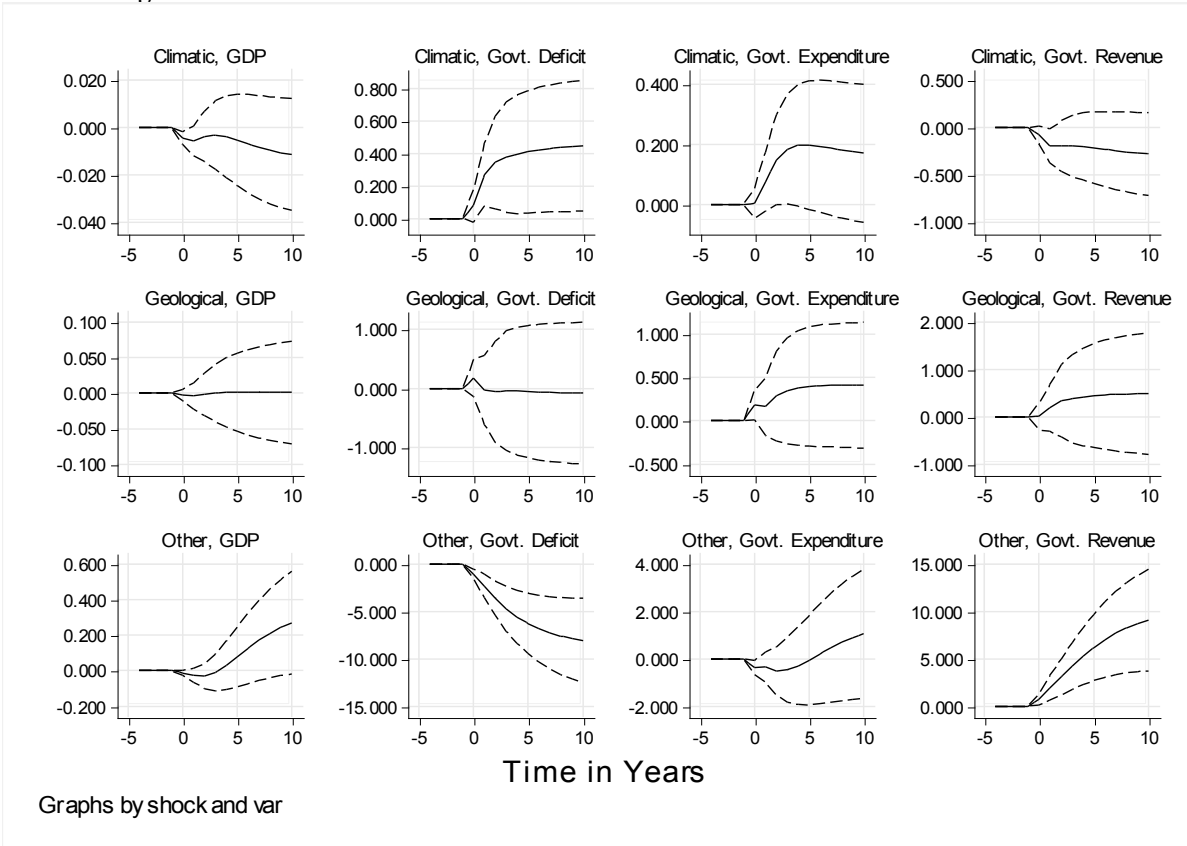 Climatic, GDP
0.020
0.000
-0.020
-0.040
-5 0 5 10
Climatic, Govt. Deficit
0.800
0.600
0.400
0.200
0.000
-5 0 5 10
Climatic, Govt. Expenditure
0.400
0.200
0.000
-5 0 5 10
Climatic, Govt. Revenue
0.500
0.000
-0.500
-1.000
-5 0 5 10
Geological, GDP
0.100
0.050
0.000
-0.050
-0.100
-5 0 5 10
Geological, Govt. Deficit
1.000
0.000
-1.000
-5 0 5 10
Geological, Govt. Expenditure
1.000
0.500
0.000
-0.500
-5 0 5 10
Geological, Govt. Revenue
2.000
1.000
0.000
-1.000
-5 0 5 10
Other, GDP
0.600
0.400
0.200
0.000
-0.200
-5 0 5 10
Other, Govt. Deficit
0.000
-5.000
-10.000
-15.000
-5 0 5 10
Other, Govt. Expenditure
4.000
2.000
0.000
-2.000
-5 0 5 10
Other, Govt. Revenue
15.000
10.000
5.000
0.000
-5 0 5 10
Time in Years
Graphs by shock and var